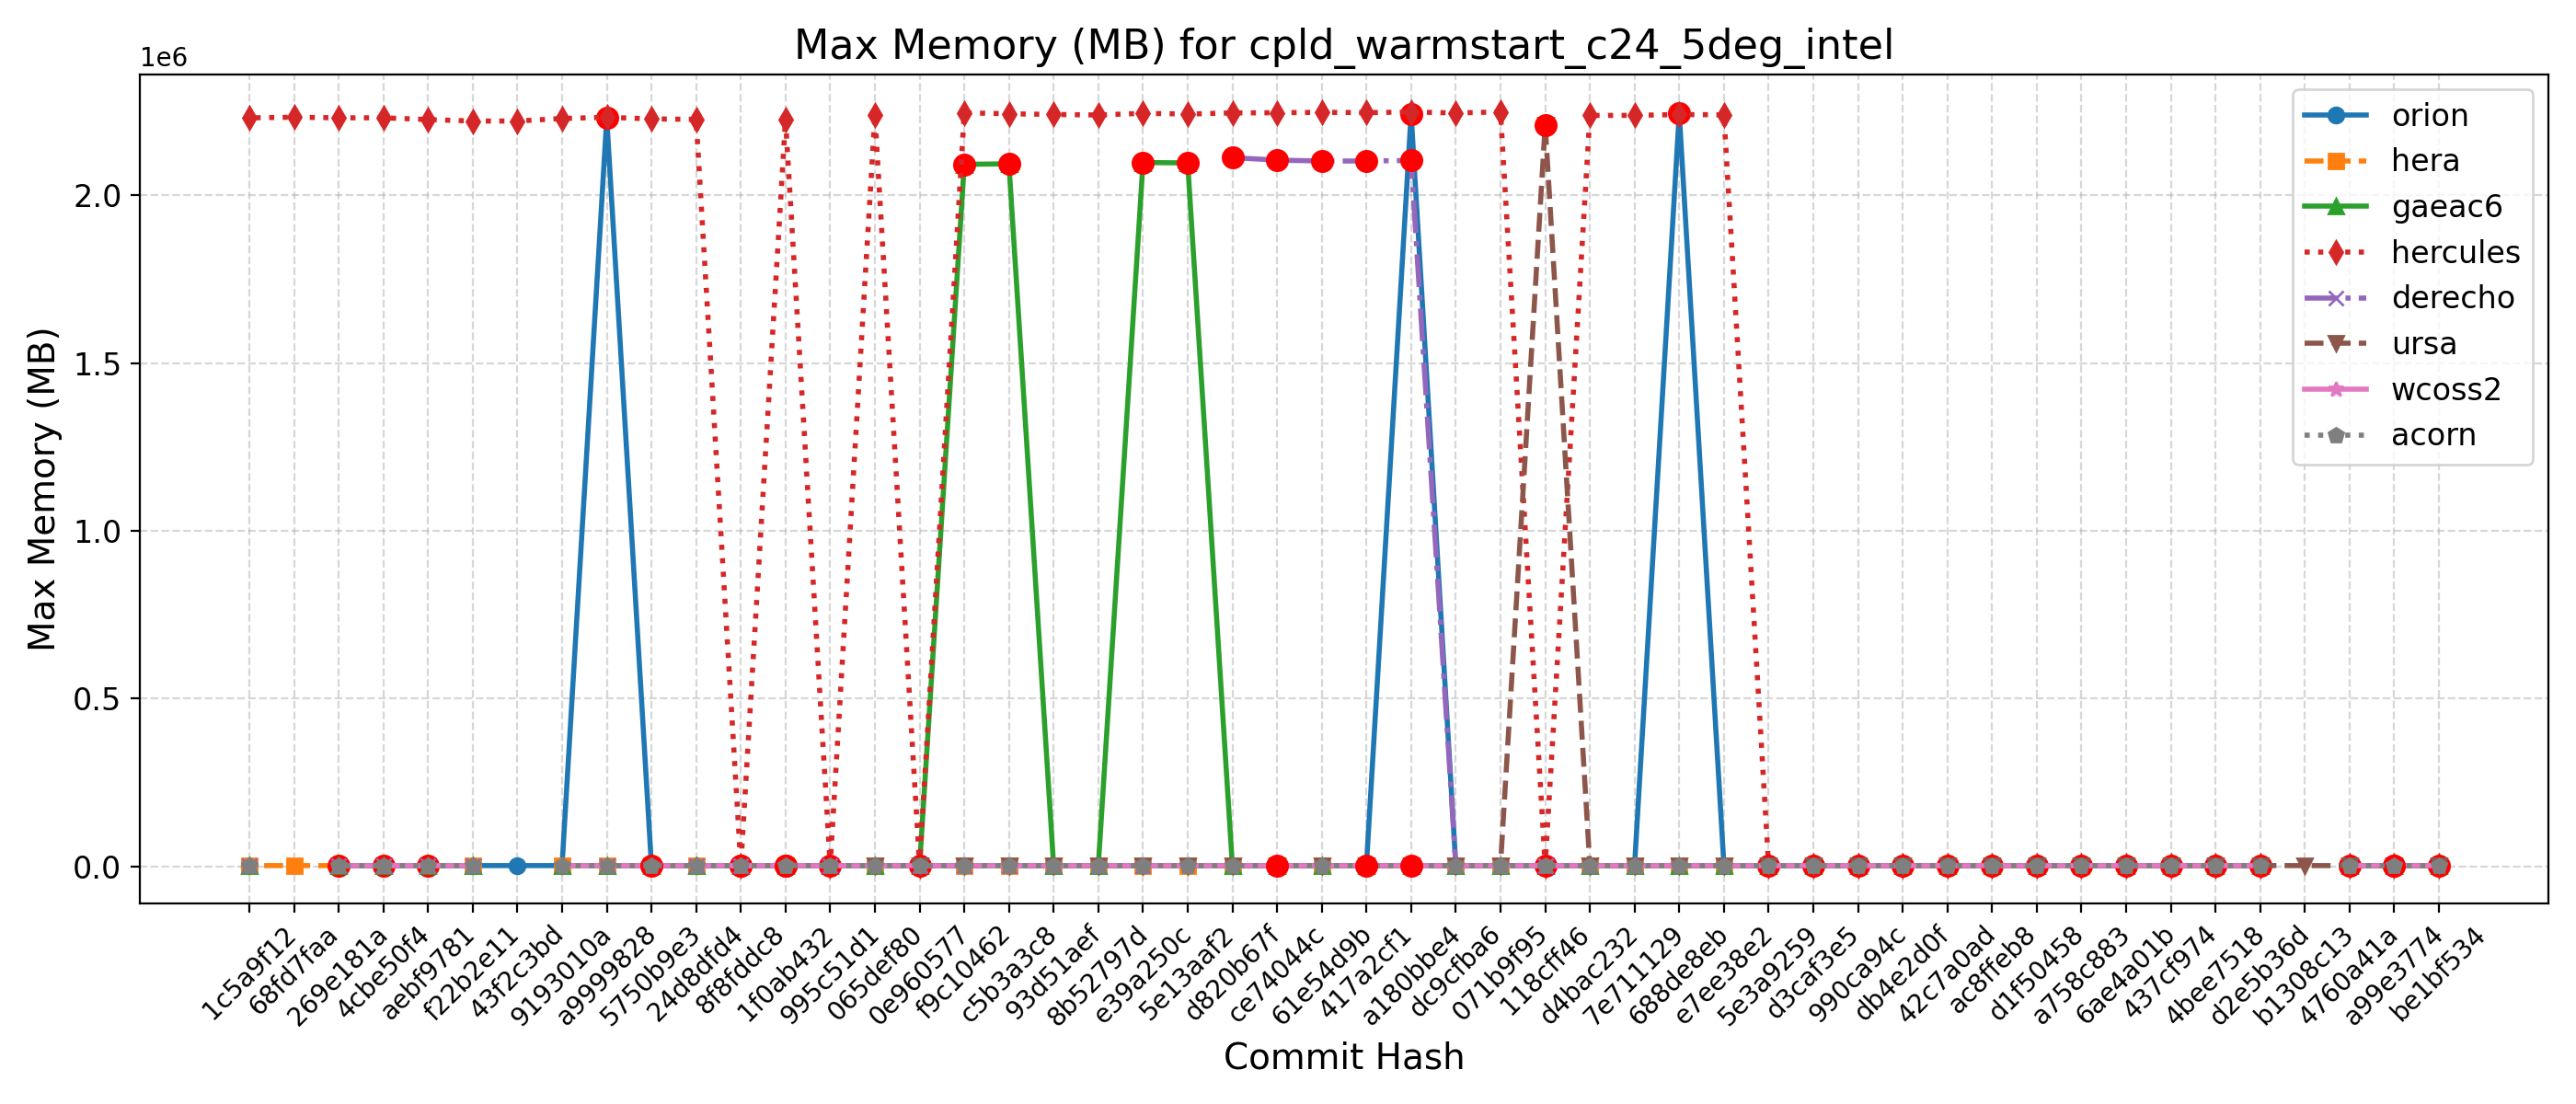 Max Memory (MB) for cpld_warmstart_c24_5deg_intel
1e6
2.0
1.5
1.0
0.5
0.0
Max Memory (MB)
orion
hera
gaeac6
hercules
derecho
ursa
wcoss2
acorn
1c5a9f12
68fd7faa
269e181a
4cbe50f4
aebf9781
f22b2e11
43f2c3bd
9193010a
a9999828
5750b9e3
24d8dfd4
8f8fddc8
1f0ab432
995c51d1
065def80
0e960577
f9c10462
c5b3a3c8
93d51aef
8b52797d
e39a250c
5e13aaf2
d820b67f
ce74044c
61e54d9b
417a2cf1
a180bbe4
dc9cfba6
071b9f95
118cff46
d4bac232
7e711129
688de8eb
e7ee38e2
5e3a9259
d3caf3e5
990ca94c
db4e2d0f
42c7a0ad
ac8ffeb8
d1f50458
a758c883
6ae4a01b
437cf974
4bee7518
d2e5b36d
b1308c13
4760a41a
a99e3774
be1bf534
Commit Hash